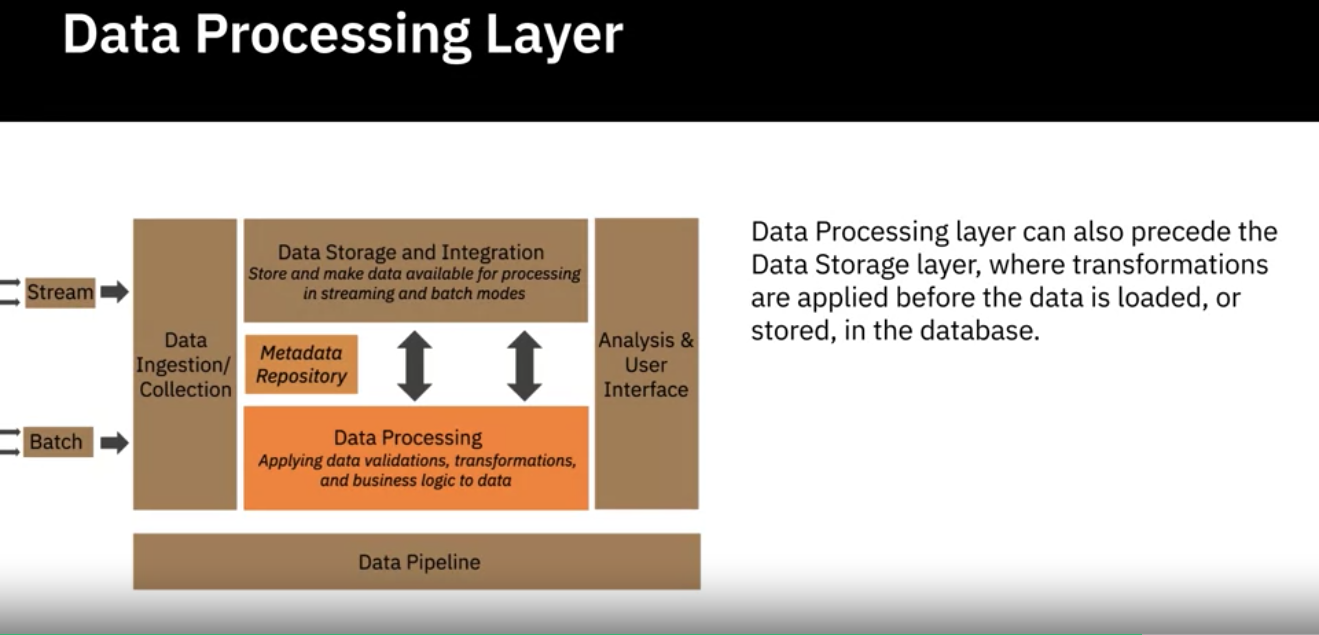 Data Processing Layer
Stream
Batch
Data
Ingestion/
Collection
Data Storage and Integration
Store and make data available for processing
in streaming and batch modes
Metadata
Repository
Data Processing
Applying data validations, transformations,
and business logic to data
Analysis &
User
Interface
Data Pipeline
Data Processing layer can also precede the
Data Storage layer, where transformations
are applied before the data is loaded, or
stored, in the database.